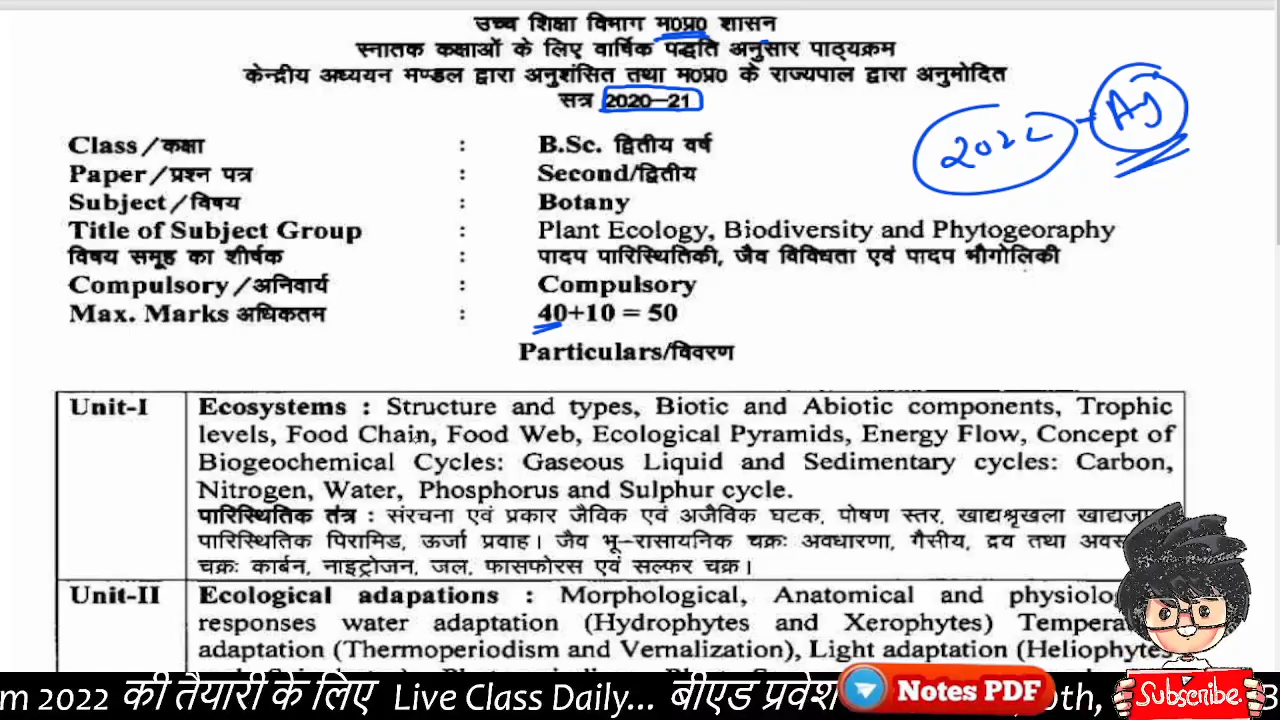 उच्च शिक्षा विभाग म0प्र0 शासन
स्नातक कक्षाओं के लिए वार्षिक पद्धति अनुसार पाठ्यक्रम
केन्द्रीय अध्ययन मण्डल द्वारा अनुशंसित तथा म0प्र0 के राज्यपाल द्वारा अनुमोदित
सत्र 2020-21
2022 - Ag
Class/कक्षा : B.Sc. द्वितीय वर्ष
Paper/प्रश्न पत्र : Second/द्वितीय
Subject/विषय : Botany
Title of Subject Group : Plant Ecology, Biodiversity and Phytogeoraphy
विषय समूह का शीर्षक : पादप पारिस्थितिकी, जैव विविधता एवं पादप भौगोलिकी
Compulsory/अनिवार्य : Compulsory
Max. Marks अधिकतम : 40+10 = 50
Particulars/विवरण
Unit-I Ecosystems : Structure and types, Biotic and Abiotic components, Trophic
levels, Food Chain, Food Web, Ecological Pyramids, Energy Flow, Concept of
Biogeochemical Cycles: Gaseous Liquid and Sedimentary cycles: Carbon,
Nitrogen, Water, Phosphorus and Sulphur cycle.
पारिस्थितिक तंत्र : संरचना एवं प्रकार जैविक एवं अजैविक घटक, पोषण स्तर, खाद्यश्रृखला खाद्यजा
पारिस्थितिक पिरामिड, ऊर्जा प्रवाह। जैव भू-रासायनिक चक्रः अवधारणा, गैसीय, द्रव तथा अवस
चक्रः कार्बन, नाइट्रोजन, जल, फासफोरस एवं सल्फर चक्र।
Unit-II Ecological adapations : Morphological, Anatomical and physiolog
responses water adaptation (Hydrophytes and Xerophytes) Tempera
adaptation (Thermoperiodism and Vernalization), Light adaptation (Heliophyte
m 2022 की तैयारी के लिए Live Class Daily... बीएड प्रवेश Notes PDF 0th, Subscribe B